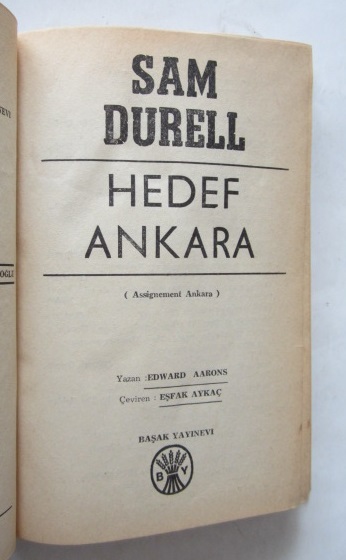 SAM
DURELL
HEDEF
ANKARA
( Assignement Ankara )
Yazan :EDWARD AARONS
Çeviren : EŞFAK AYKAÇ
BAŞAK YAYINEVİ
B Y